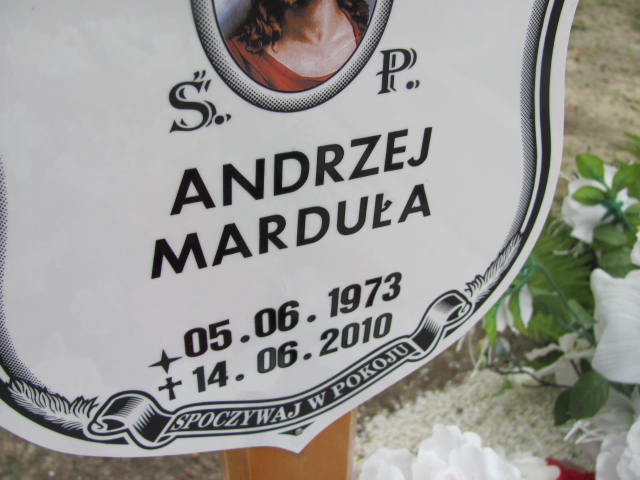 Ś. P.
ANDRZEJ
MARDUŁA
05.06.1973
✝ 14.06.2010
SPOCZYWAJ W POKOJU